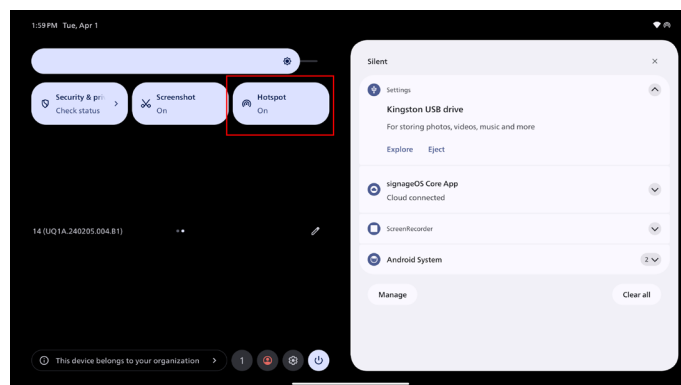 1:59 PM Tue, Apr 1
Security & pri
Check status
Screenshot
On
Hotspot
On
14 (UQ1A.240205.004.B1)
This device belongs to your organization
1
Silent
Settings
Kingston USB drive
For storing photos, videos, music and more
Explore Eject
signageOS Core App
Cloud connected
ScreenRecorder
Android System
2
Manage
Clear all